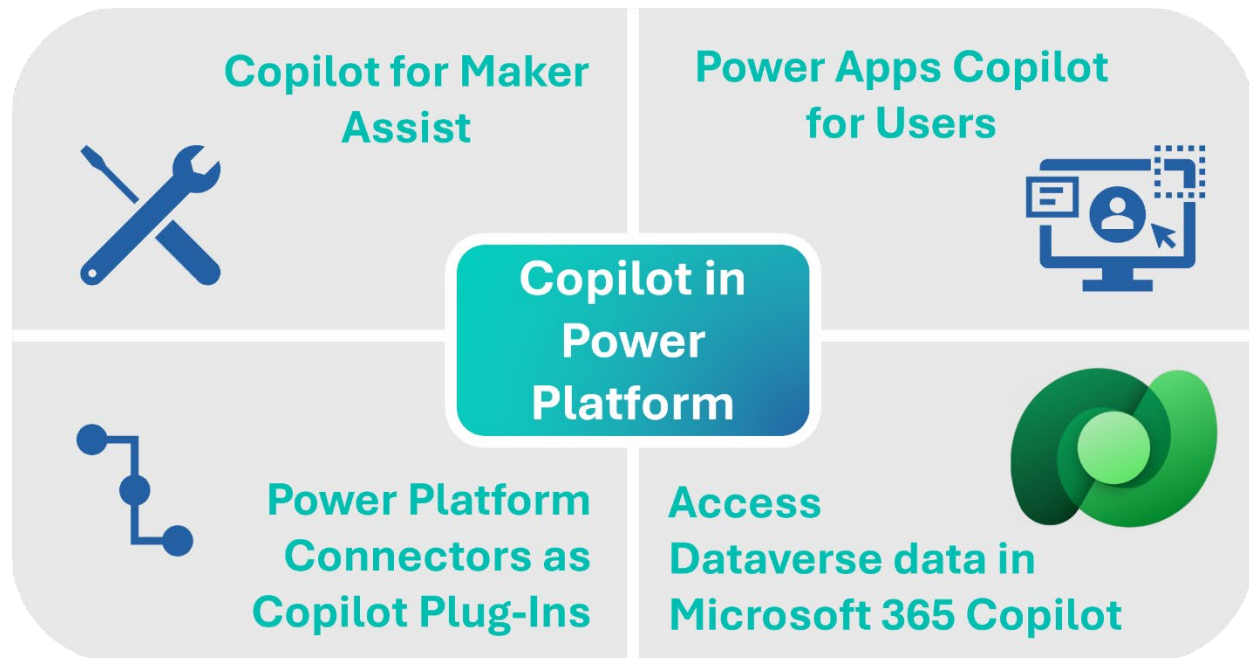 Copilot for Maker
Assist
Power Apps Copilot
for Users
Copilot in
Power
Platform
Power Platform
Connectors as
Copilot Plug-Ins
Access
Dataverse data in
Microsoft 365 Copilot